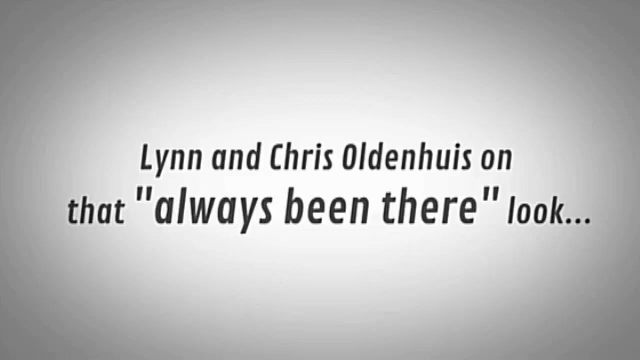 Lynn and Chris Oldenhuis on
that "always been there" look...